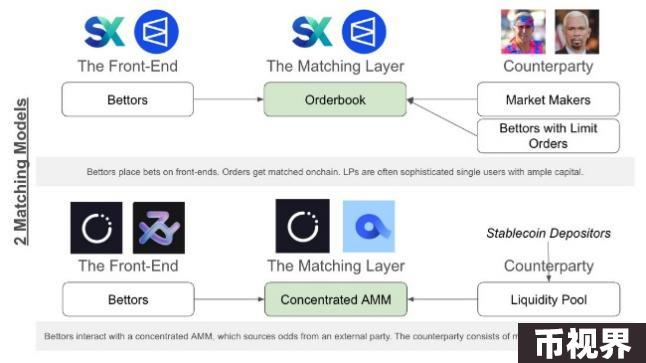 SX
SX
The Front-End
The Matching Layer
Counterparty
Bettors
Orderbook
Market Makers
Bettors with Limit
Orders
2 Matching Models
Bettors place bets on front-ends. Orders get matched onchain. LPs are often sophisticated single users with ample capital.
Stablecoin Depositors
The Front-End
The Matching Layer
Counterparty
Bettors
Concentrated AMM
Liquidity Pool
Bettors interact with a concentrated AMM, which sources odds from an external party. The counterparty consists of
币视界